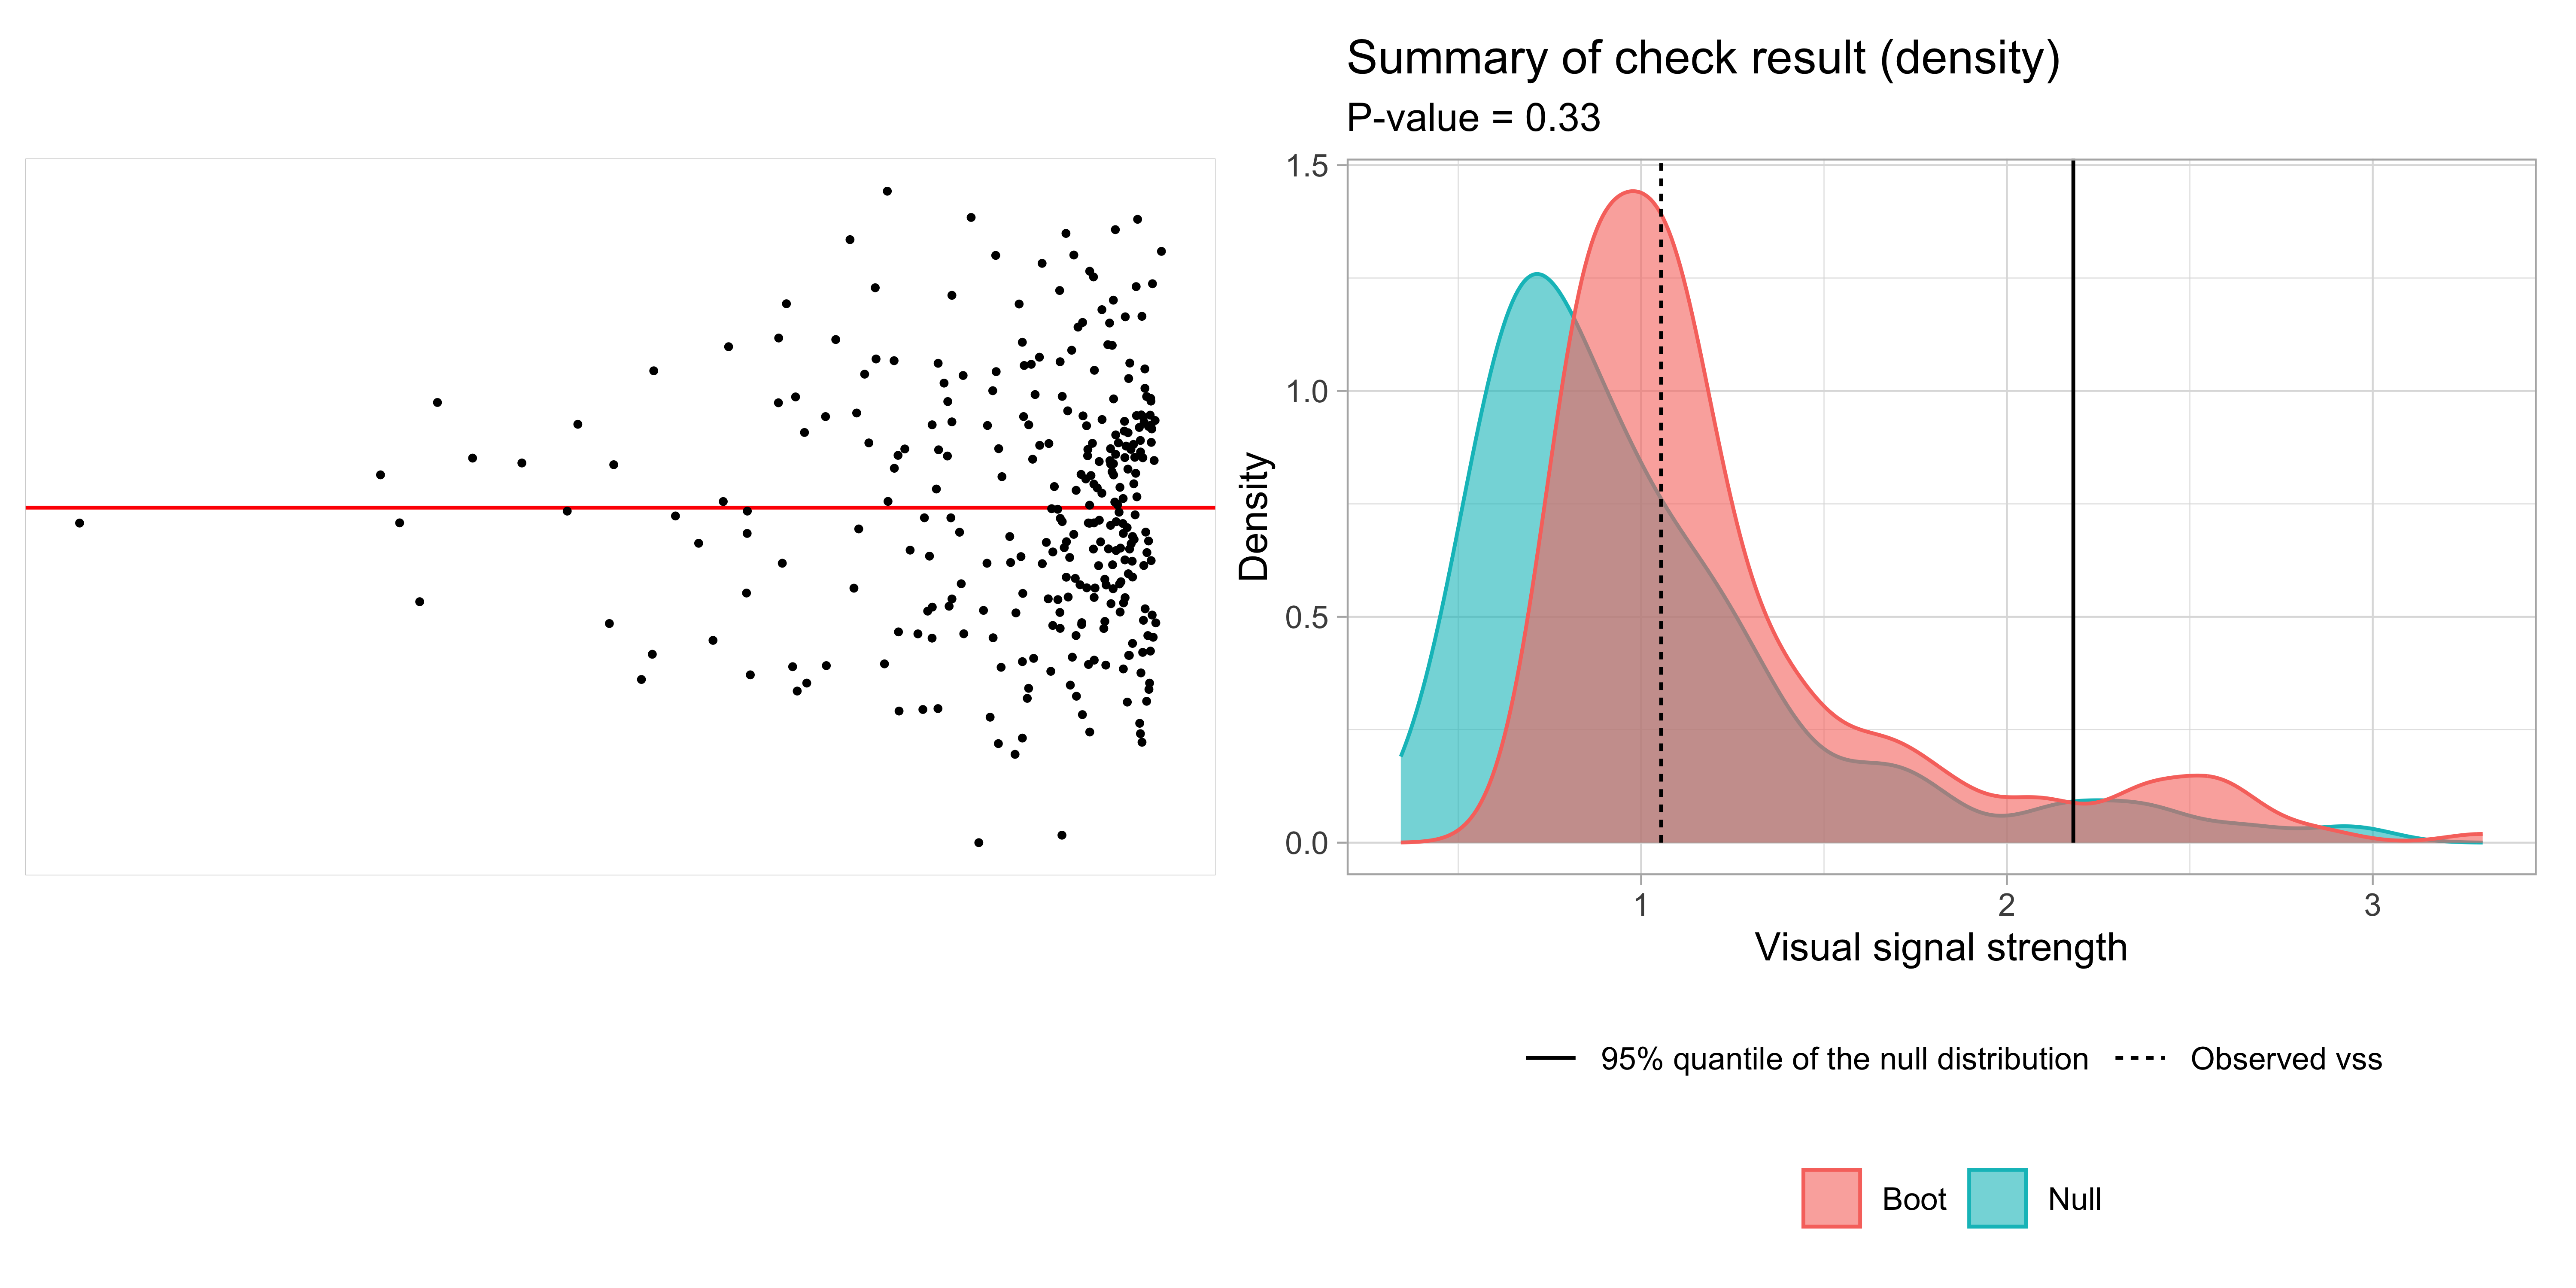 Summary of check result (density)
P-value = 0.33
1.5
1.0
0.5
0.0
Density
1
2
3
Visual signal strength
95% quantile of the null distribution
Observed vss
Boot
Null